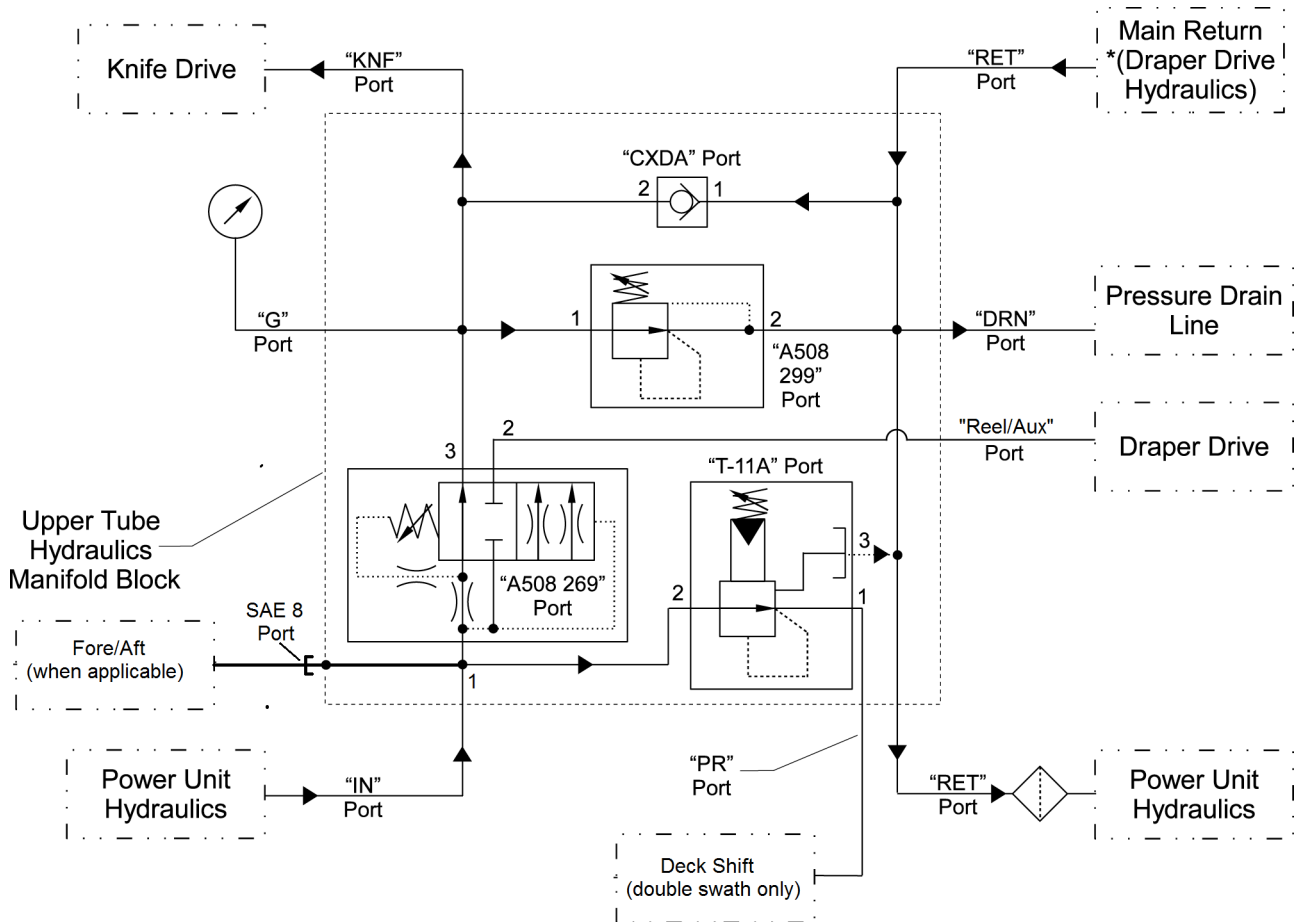 Knife Drive
“KNF”
Port
“RET”
Port
Main Return
*(Draper Drive
Hydraulics)
“CXDA” Port
2
1
“G”
Port
1
2
“A508
299”
Port
“DRN”
Port
Pressure Drain
Line
2
"Reel/Aux"
Port
Draper Drive
3
“T-11A” Port
Upper Tube
Hydraulics
Manifold Block
“A508 269”
Port
3
2
1
SAE 8
Port
Fore/Aft
(when applicable)
1
Power Unit
Hydraulics
“IN”
Port
“PR”
Port
“RET”
Port
Power Unit
Hydraulics
Deck Shift
(double swath only)